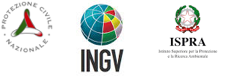 PROTEZIONE CIVILE
NAZIONALE
INGV
ISPRA
Istituto Superiore per la Protezione
e la Ricerca Ambientale